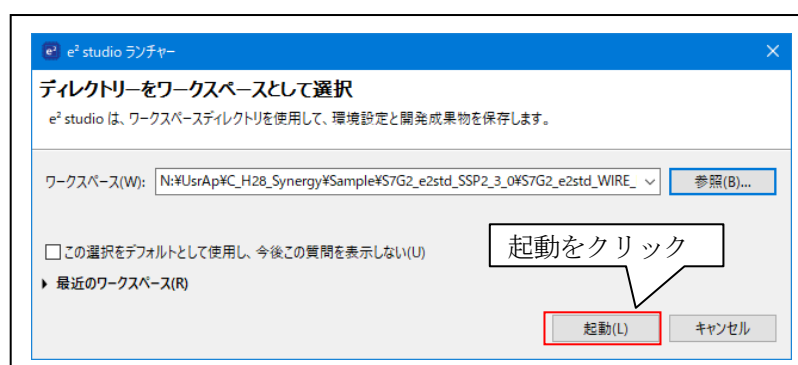 e² e² studio ランチャー
ディレクトリーをワークスペースとして選択
e² studio は、ワークスペースディレクトリを使用して、環境設定と開発成果物を保存します。
ワークスペース(W): N:¥UsrAp¥C_H28_Synergy¥Sample¥S7G2_e2std_SSP2_3_0¥S7G2_e2std_WIRE_ 参照(B)...
この選択をデフォルトとして使用し、今後この質問を表示しない(U)
起動をクリック
最近のワークスペース(R)
起動(L) キャンセル